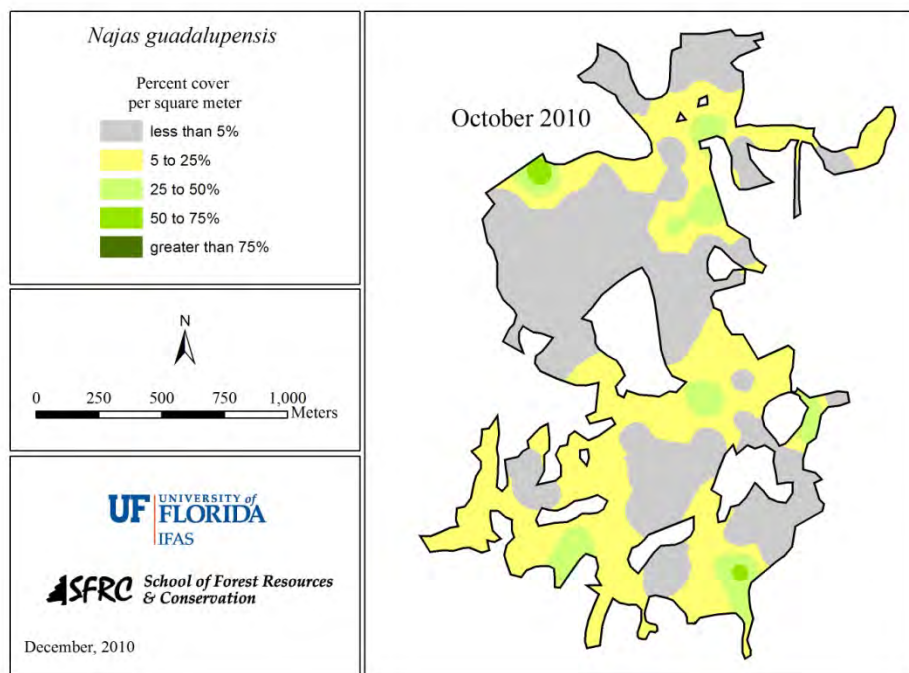 Najas guadalupensis
Percent cover
per square meter
less than 5%
5 to 25%
25 to 50%
50 to 75%
greater than 75%
N
0 250 500 750 1,000
Meters
UF UNIVERSITY of
FLORIDA
IFAS
SFRC School of Forest Resources
& Conservation
December, 2010
October 2010